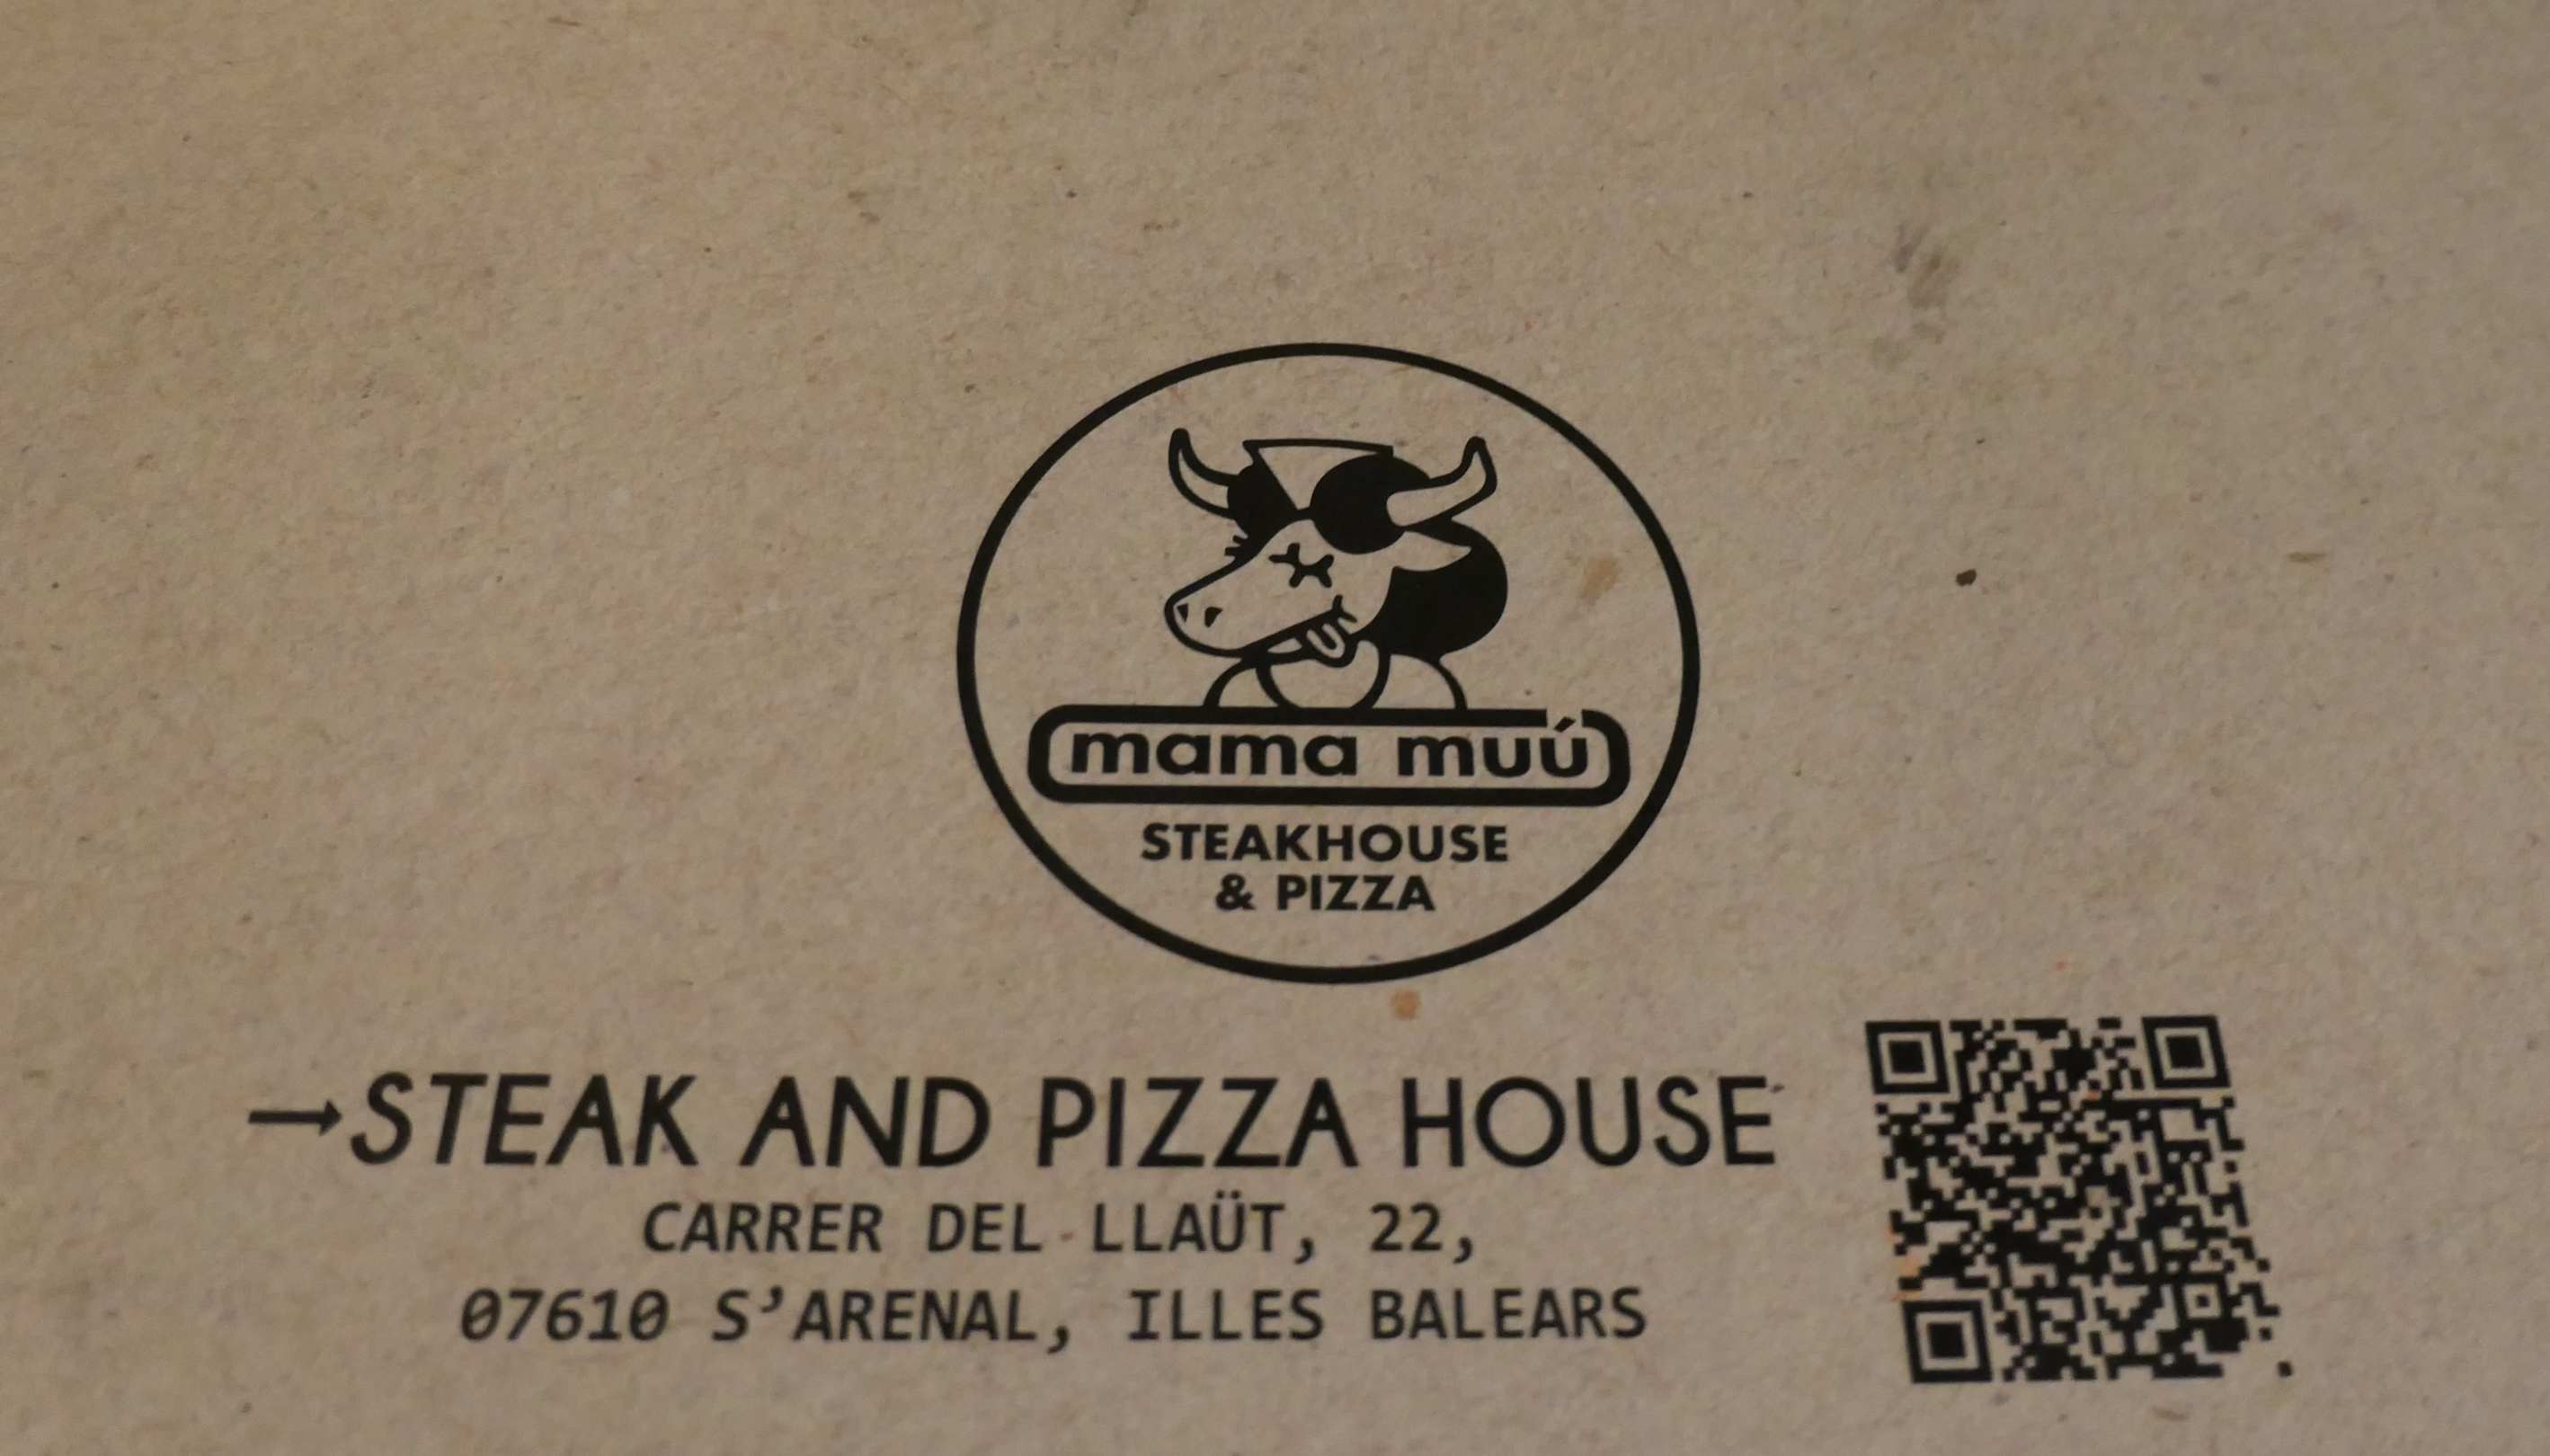 mama muú
STEAKHOUSE
& PIZZA
→STEAK AND PIZZA HOUSE
CARRER DEL LLAÜT, 22,
07610 S’ARENAL, ILLES BALEARS